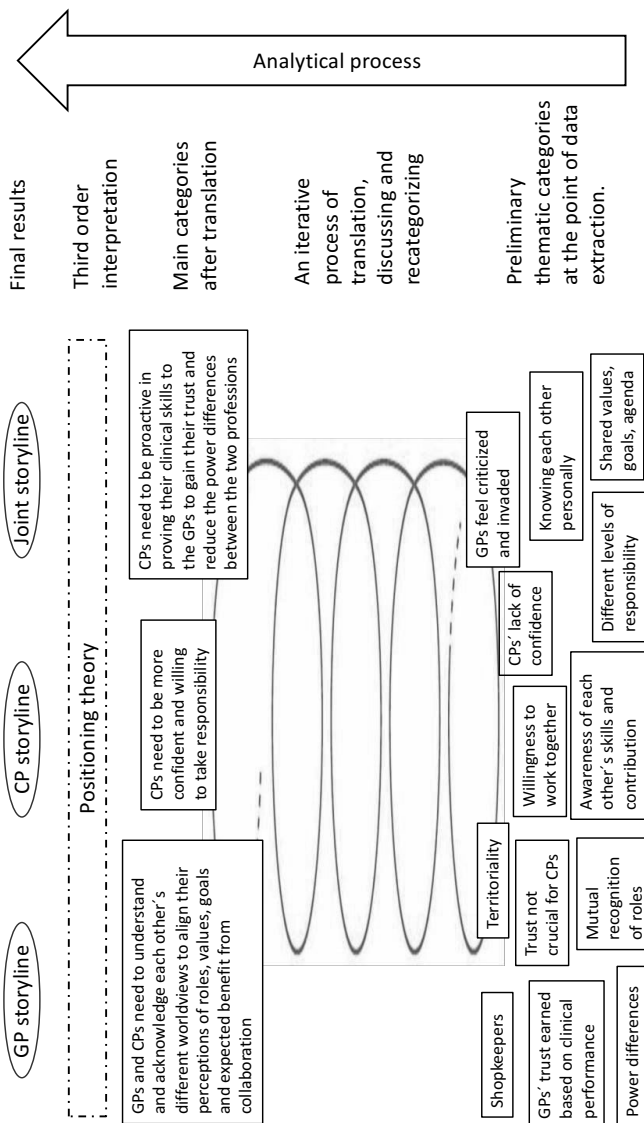 GP storyline
CP storyline
Joint storyline
Final results
Positioning theory
Third order
interpretation
GPs and CPs need to understand
and acknowledge each other´s
different worldviews to align their
perceptions of roles, values, goals
and expected benefit from
collaboration
CPs need to be more
confident and willing
to take responsibility
CPs need to be proactive in
proving their clinical skills to
the GPs to gain their trust and
reduce the power differences
between the two professions
Main categories
after translation
An iterative
process of
translation,
discussing and
recategorizing
Shopkeepers
Territoriality
CPs´ lack of
confidence
GPs feel criticized
and invaded
GPs´ trust earned
based on clinical
performance
Trust not
crucial for CPs
Willingness to
work together
Knowing each other
personally
Power differences
Mutual
recognition
of roles
Awareness of each
other´s skills and
contribution
Different levels of
responsibility
Shared values,
goals, agenda
Preliminary
thematic categories
at the point of data
extraction.
Analytical process